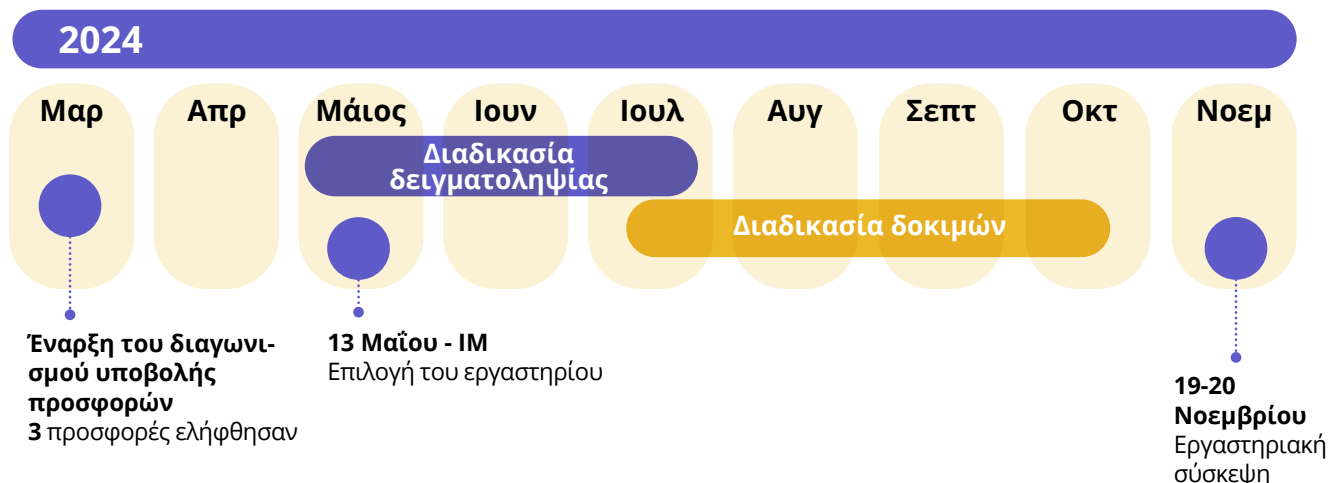 2024
Μαρ
Απρ
Μάιος
Ιουν
Ιουλ
Αυγ
Σεπτ
Οκτ
Νοεμ
Διαδικασία
δειγματοληψίας
Διαδικασία δοκιμών
Έναρξη του διαγωνι-
σμού υποβολής
προσφορών
3 προσφορές ελήφθησαν
13 Μαΐου - IM
Επιλογή του εργαστηρίου
19-20
Νοεμβρίου
Εργαστηριακή
σύσκεψη